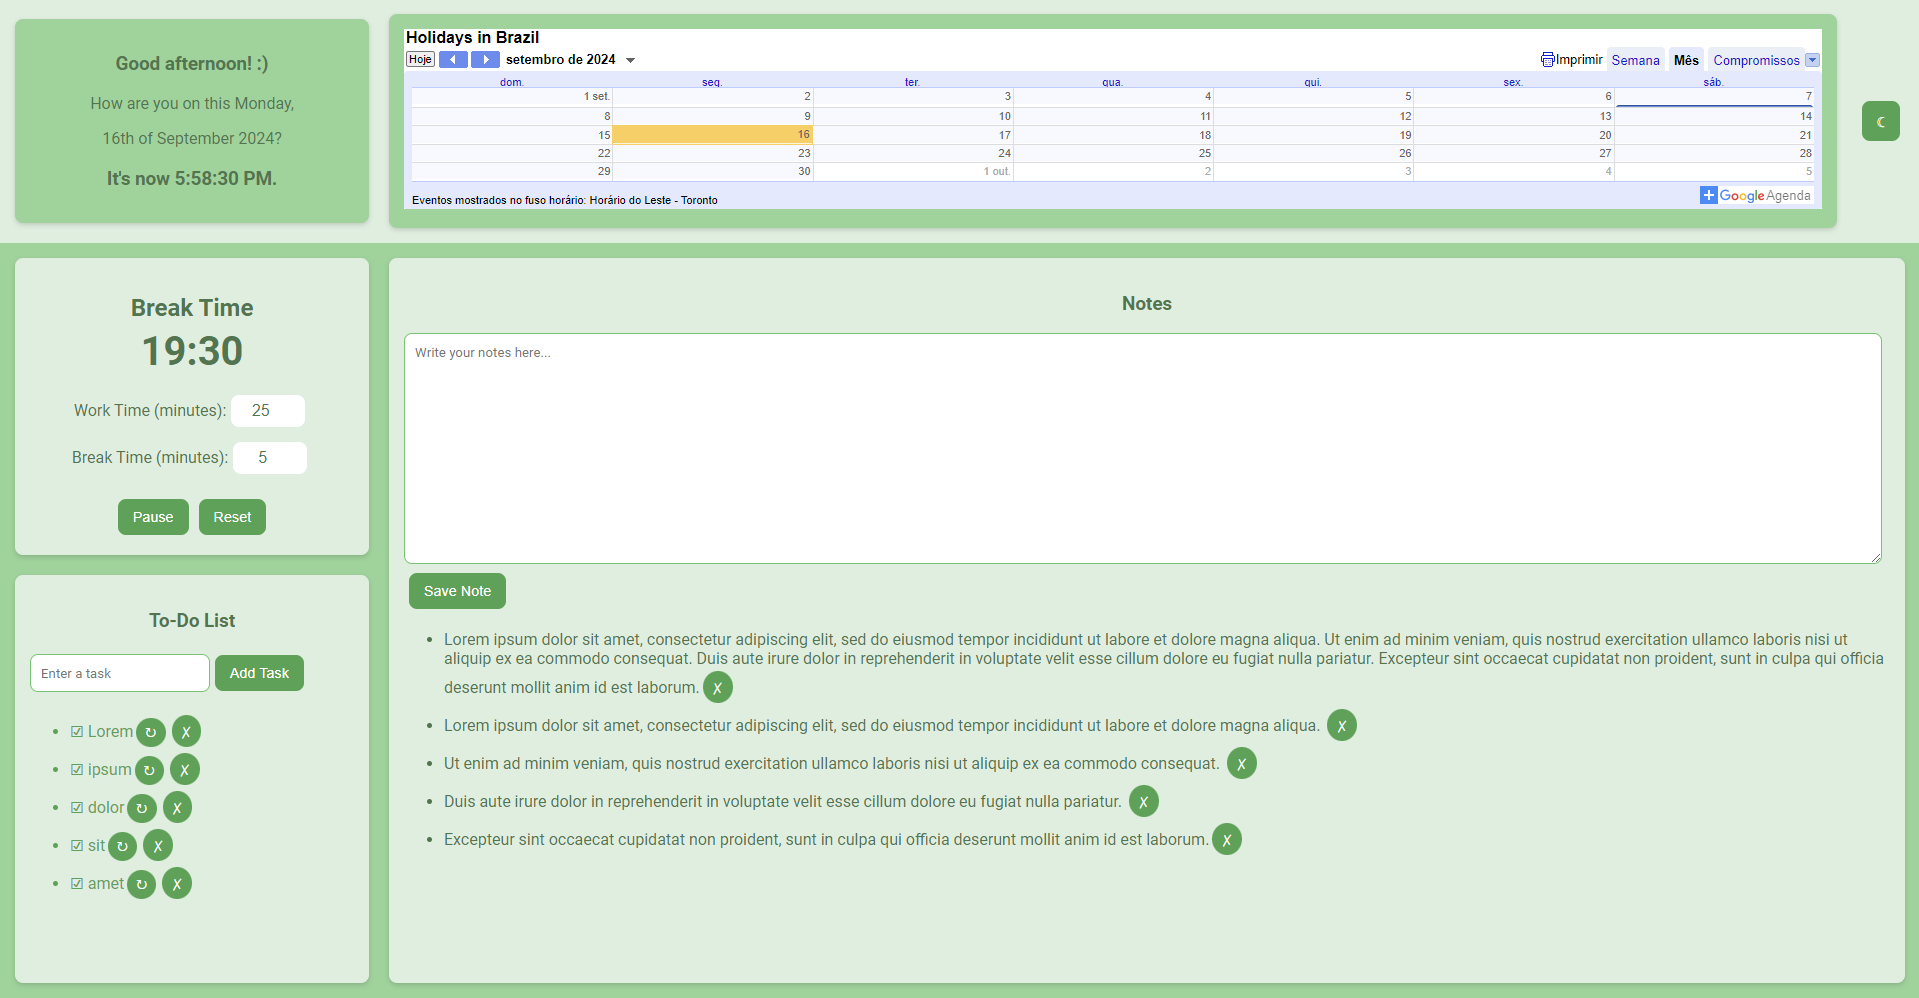 Good afternoon! :)
How are you on this Monday,
16th of September 2024?
It's now 5:58:30 PM.
Holidays in Brazil
Hoje setembro de 2024 Imprimir Semana Mês Compromissos
dom. seg. ter. qua. qui. sex. sáb.
1 set. 2 3 4 5 6 7
8 9 10 11 12 13 14
15 16 17 18 19 20 21
22 23 24 25 26 27 28
29 30 1 out. 2 3 4 5
Eventos mostrados no fuso horário: Horário do Leste - Toronto
Google Agenda
Break Time
19:30
Work Time (minutes): 25
Break Time (minutes): 5
Pause Reset
To-Do List
Enter a task Add Task
☑ Lorem ↻ ✗
☑ ipsum ↻ ✗
☑ dolor ↻ ✗
☑ sit ↻ ✗
☑ amet ↻ ✗
Notes
Write your notes here...
Save Note
Lorem ipsum dolor sit amet, consectetur adipiscing elit, sed do eiusmod tempor incididunt ut labore et dolore magna aliqua. Ut enim ad minim veniam, quis nostrud exercitation ullamco laboris nisi ut
aliquip ex ea commodo consequat. Duis aute irure dolor in reprehenderit in voluptate velit esse cillum dolore eu fugiat nulla pariatur. Excepteur sint occaecat cupidatat non proident, sunt in culpa qui officia
deserunt mollit anim id est laborum. ✗
Lorem ipsum dolor sit amet, consectetur adipiscing elit, sed do eiusmod tempor incididunt ut labore et dolore magna aliqua. ✗
Ut enim ad minim veniam, quis nostrud exercitation ullamco laboris nisi ut aliquip ex ea commodo consequat. ✗
Duis aute irure dolor in reprehenderit in voluptate velit esse cillum dolore eu fugiat nulla pariatur. ✗
Excepteur sint occaecat cupidatat non proident, sunt in culpa qui officia deserunt mollit anim id est laborum. ✗